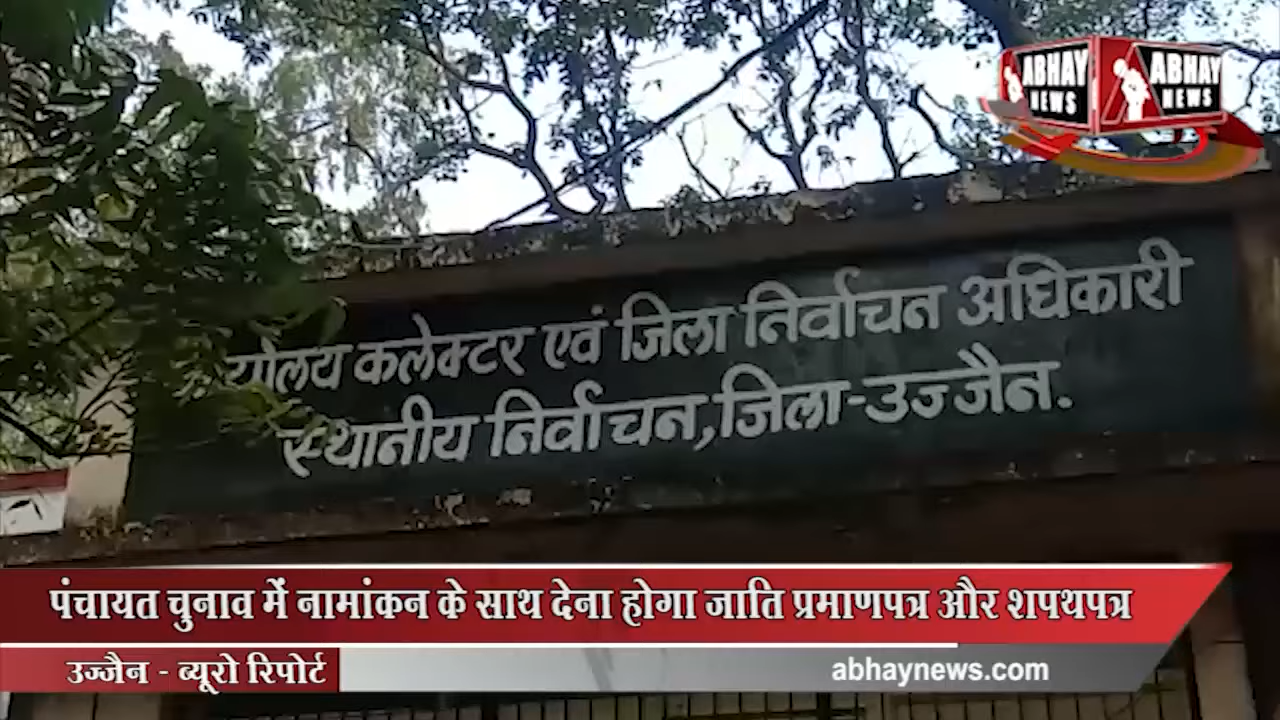 ABHAY NEWS
ABHAY NEWS
कलेक्टर एवं जिला निर्वाचन अधिकारी
स्थानीय निर्वाचन, जिला-उज्जैन.
पंचायत चुनाव में नामांकन के साथ देना होगा जाति प्रमाणपत्र और शपथपत्र
उज्जैन - ब्यूरो रिपोर्ट
abhaynews.com